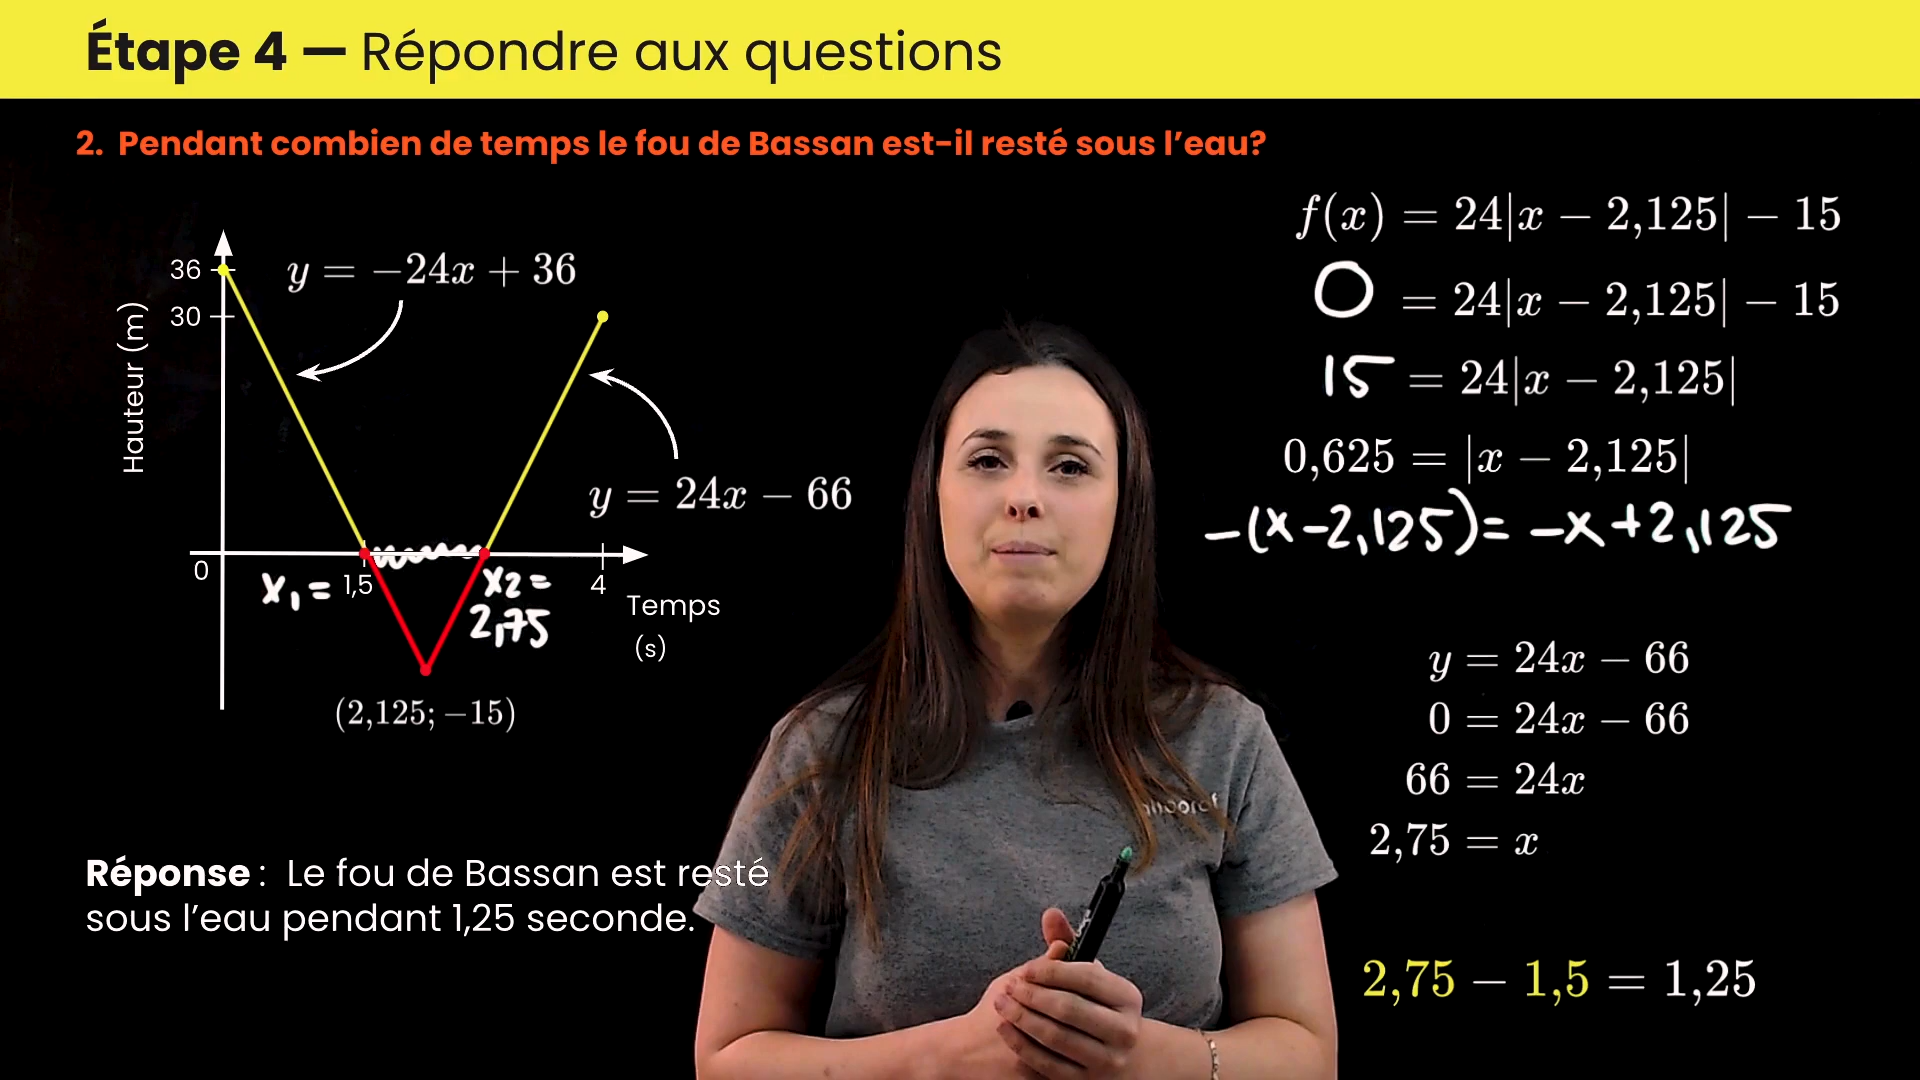 Étape 4 — Répondre aux questions
2. Pendant combien de temps le fou de Bassan est-il resté sous l’eau?
36
30
Hauteur (m)
y = −24x + 36
y = 24x − 66
0
x₁ = 1,5
x2 =
2,75
4
Temps
(s)
(2,125; −15)
Réponse : Le fou de Bassan est resté
sous l’eau pendant 1,25 seconde.
f(x) = 24|x − 2,125| − 15
0 = 24|x − 2,125| − 15
15 = 24|x − 2,125|
0,625 = |x − 2,125|
−(x−2,125)= −x+2,125
y = 24x − 66
0 = 24x − 66
66 = 24x
2,75 = x
2,75 − 1,5 = 1,25